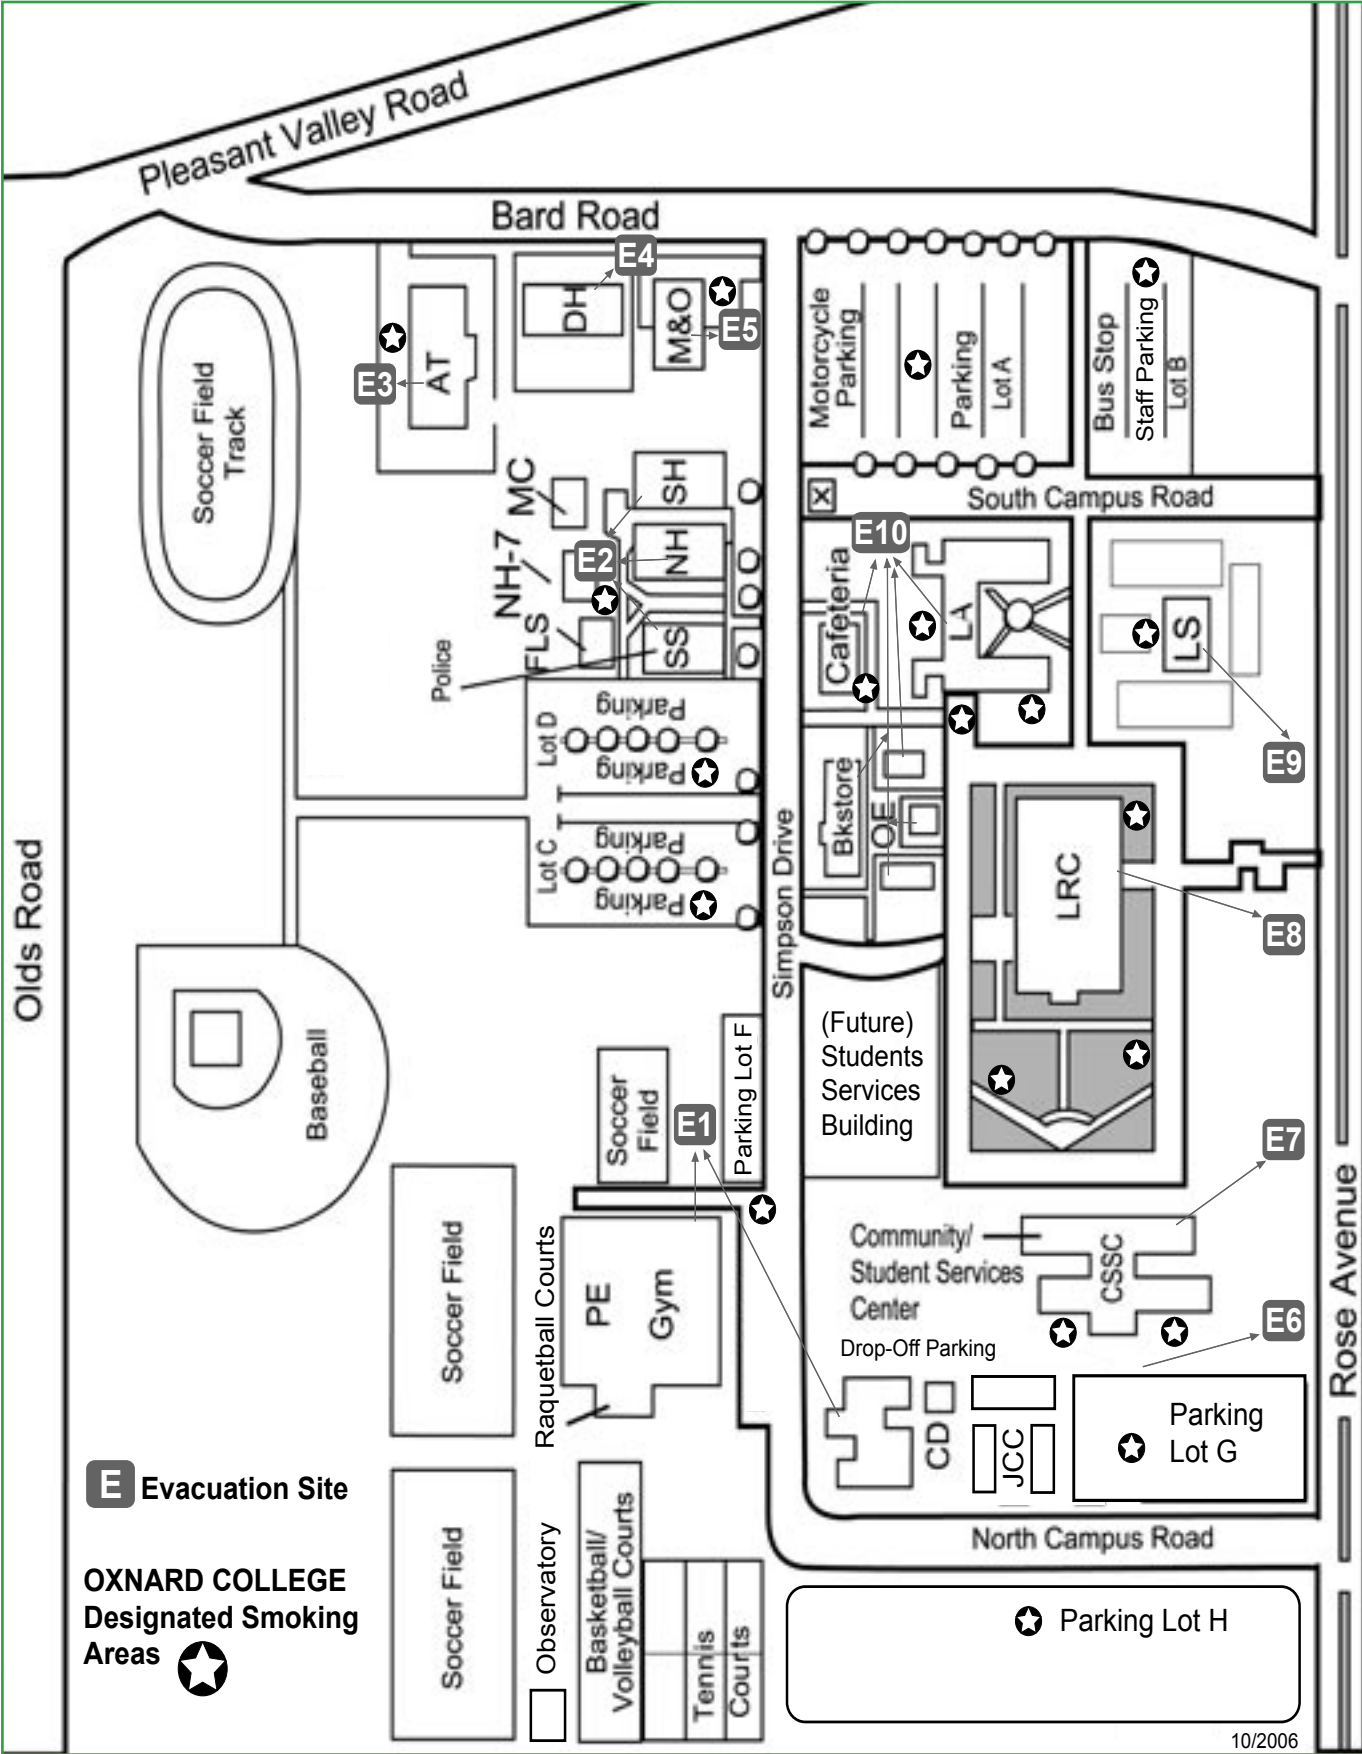 Pleasant Valley Road
Bard Road
E4
DH
M&O
E5
AT
E3
Soccer Field
Track
Motorcycle
Parking
Parking
Lot A
Bus Stop
Staff Parking
Lot B
South Campus Road
MC
SH
NH-7
E2
NH
FLS
SS
Police
E10
Cafeteria
LA
LS
E9
Lot D
Parking
Parking
Lot C
Parking
Parking
Simpson Drive
Bkstore
OE
LRC
E8
Olds Road
Baseball
Soccer
Field
E1
Parking Lot F
(Future)
Students
Services
Building
E7
Rose Avenue
Community/
Student Services
Center
CSSC
E6
Drop-Off Parking
Soccer Field
Raquetball Courts
PE
Gym
CD
JCC
Parking
Lot G
North Campus Road
E Evacuation Site
OXNARD COLLEGE
Designated Smoking
Areas
Soccer Field
Observatory
Basketball/
Volleyball Courts
Tennis
Courts
Parking Lot H
10/2006